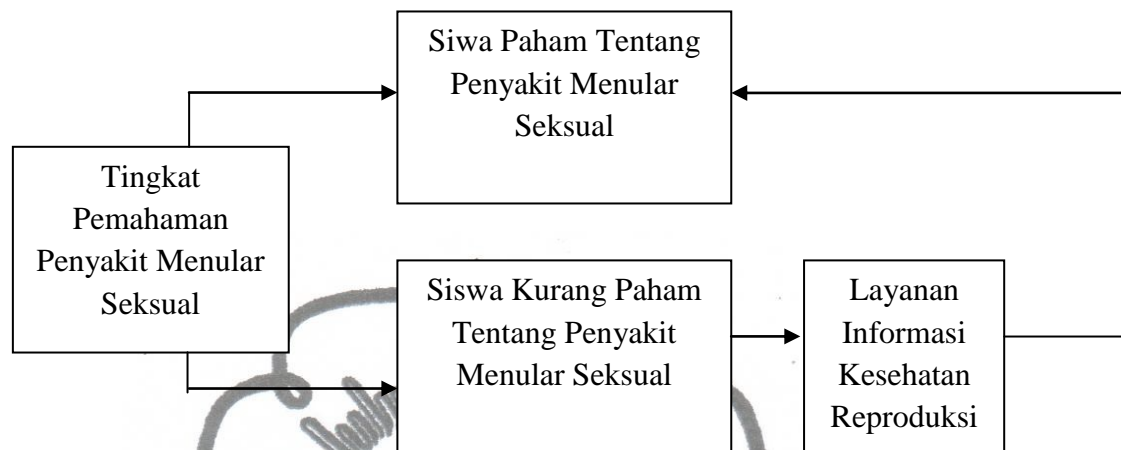 Siwa Paham Tentang
Penyakit Menular
Seksual
Tingkat
Pemahaman
Penyakit Menular
Seksual
Siswa Kurang Paham
Tentang Penyakit
Menular Seksual
Layanan
Informasi
Kesehatan
Reproduksi